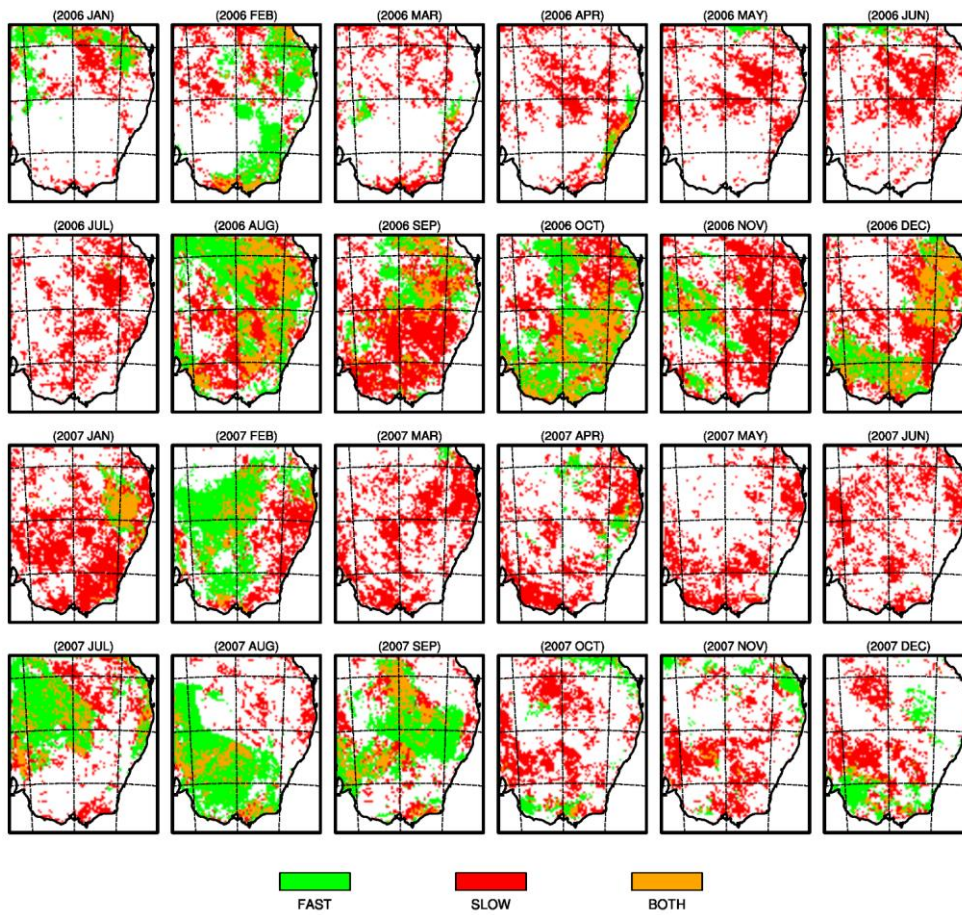 (2006 JAN) (2006 FEB) (2006 MAR) (2006 APR) (2006 MAY) (2006 JUN)
(2006 JUL) (2006 AUG) (2006 SEP) (2006 OCT) (2006 NOV) (2006 DEC)
(2007 JAN) (2007 FEB) (2007 MAR) (2007 APR) (2007 MAY) (2007 JUN)
(2007 JUL) (2007 AUG) (2007 SEP) (2007 OCT) (2007 NOV) (2007 DEC)
FAST SLOW BOTH